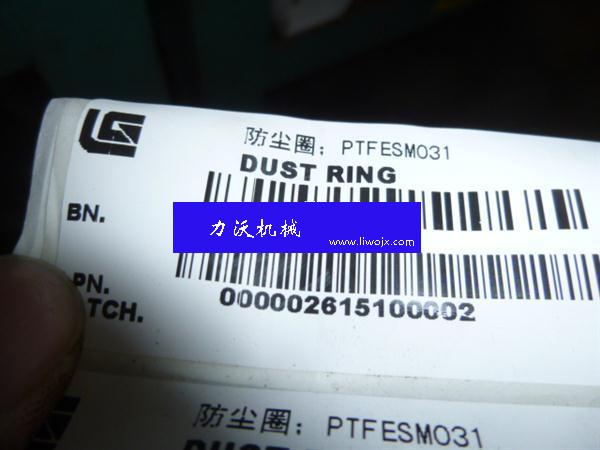 LG
防尘圈: PTFESM031
DUST RING
BN.
力沃机械
www.liwojx.com
PN.
TCH.
000002615100002
防尘圈: PTFESM031